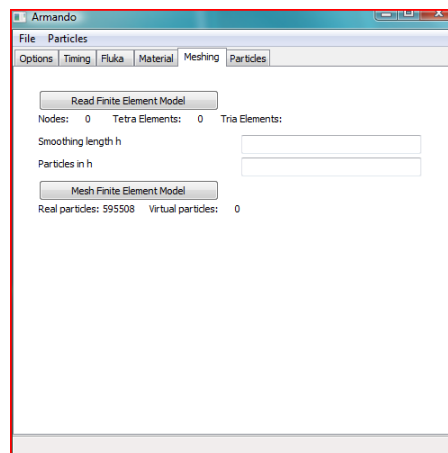 Armando
File Particles
Options Timing Fluka Material Meshing Particles
Read Finite Element Model
Nodes: 0 Tetra Elements: 0 Tria Elements:
Smoothing length h
Particles in h
Mesh Finite Element Model
Real particles: 595508 Virtual particles: 0